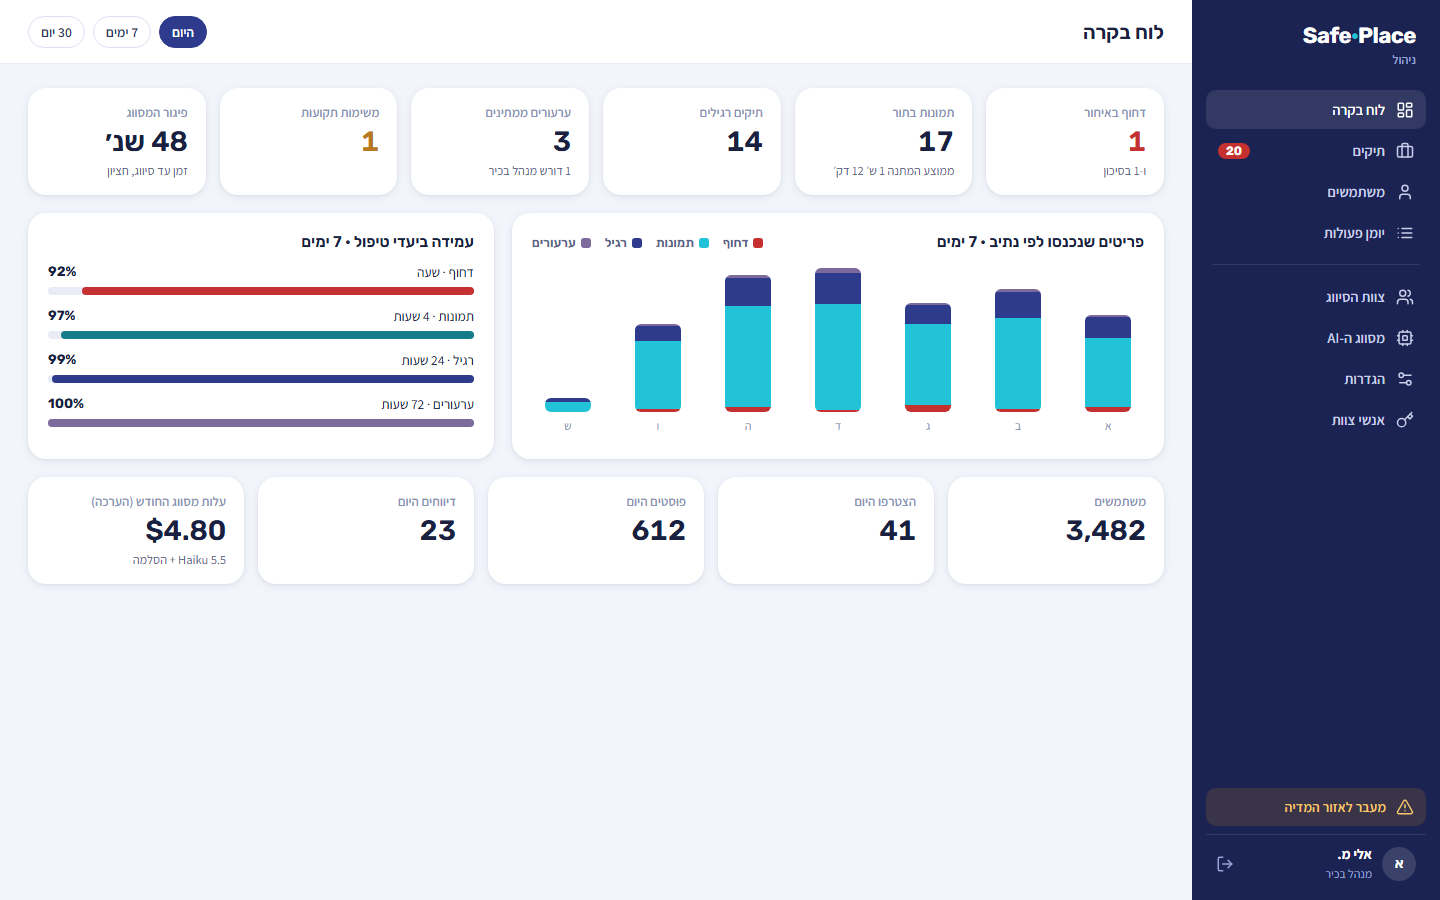 Safe•Place
ניהול
לוח בקרה
תיקים
20
משתמשים
יומן פעולות
צוות הסיווג
מסווג ה-AI
הגדרות
אנשי צוות
מעבר לאזור המדיה
א
אלי מ.
מנהל בכיר
לוח בקרה
היום
7 ימים
30 יום
דחוף באיחור
1
ו-1 בסיכון
תמונות בתור
17
ממוצע המתנה 1 ש׳ 12 דק׳
תיקים רגילים
14
ערעורים ממתינים
3
1 דורש מנהל בכיר
משימות תקועות
1
פיגור המסווג
48 שנ׳
זמן עד סיווג, חציון
פריטים שנכנסו לפי נתיב • 7 ימים
דחוף
תמונות
רגיל
ערעורים
א
ב
ג
ד
ה
ו
ש
עמידה ביעדי טיפול • 7 ימים
דחוף · שעה
92%
תמונות · 4 שעות
97%
רגיל · 24 שעות
99%
ערעורים · 72 שעות
100%
משתמשים
3,482
הצטרפו היום
41
פוסטים היום
612
דיווחים היום
23
עלות מסווג החודש (הערכה)
$4.80
Haiku 5.5 + הסלמה